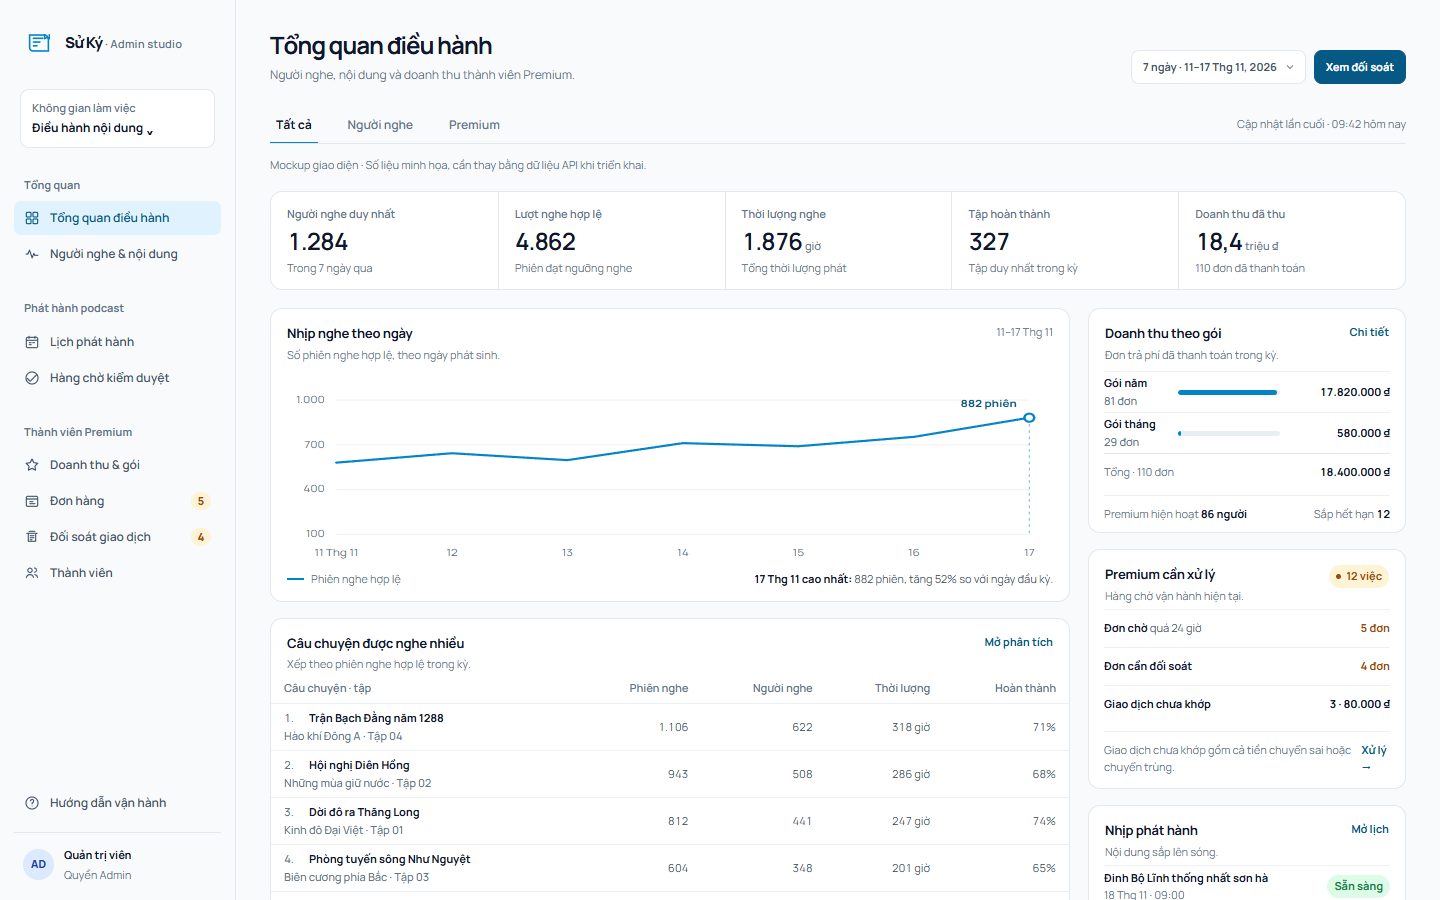 Sử Ký · Admin studio
Không gian làm việc
Điều hành nội dung
Tổng quan
Tổng quan điều hành
Người nghe & nội dung
Phát hành podcast
Lịch phát hành
Hàng chờ kiểm duyệt
Thành viên Premium
Doanh thu & gói
Đơn hàng 5
Đối soát giao dịch 4
Thành viên
Hướng dẫn vận hành
AD
Quản trị viên
Quyền Admin
Tổng quan điều hành
Người nghe, nội dung và doanh thu thành viên Premium.
7 ngày · 11–17 Thg 11, 2026
Xem đối soát
Tất cả Người nghe Premium
Cập nhật lần cuối · 09:42 hôm nay
Mockup giao diện · Số liệu minh họa, cần thay bằng dữ liệu API khi triển khai.
Người nghe duy nhất
1.284
Trong 7 ngày qua
Lượt nghe hợp lệ
4.862
Phiên đạt ngưỡng nghe
Thời lượng nghe
1.876 giờ
Tổng thời lượng phát
Tập hoàn thành
327
Tập duy nhất trong kỳ
Doanh thu đã thu
18,4 triệu ₫
110 đơn đã thanh toán
Nhịp nghe theo ngày
11–17 Thg 11
Số phiên nghe hợp lệ, theo ngày phát sinh.
1.000
700
400
100
882 phiên
11 Thg 11 12 13 14 15 16 17
Phiên nghe hợp lệ
17 Thg 11 cao nhất: 882 phiên, tăng 52% so với ngày đầu kỳ.
Câu chuyện được nghe nhiều
Mở phân tích
Xếp theo phiên nghe hợp lệ trong kỳ.
Câu chuyện · tập Phiên nghe Người nghe Thời lượng Hoàn thành
1. Trận Bạch Đằng năm 1288 1.106 622 318 giờ 71%
Hào khí Đông A · Tập 04
2. Hội nghị Diên Hồng 943 508 286 giờ 68%
Những mùa giữ nước · Tập 02
3. Dời đô ra Thăng Long 812 441 247 giờ 74%
Kinh đô Đại Việt · Tập 01
4. Phòng tuyến sông Như Nguyệt 604 348 201 giờ 65%
Biên cương phía Bắc · Tập 03
Doanh thu theo gói
Chi tiết
Đơn trả phí đã thanh toán trong kỳ.
Gói năm
81 đơn
17.820.000 ₫
Gói tháng
29 đơn
580.000 ₫
Tổng · 110 đơn 18.400.000 ₫
Premium hiện hoạt 86 người Sắp hết hạn 12
Premium cần xử lý
12 việc
Hàng chờ vận hành hiện tại.
Đơn chờ quá 24 giờ 5 đơn
Đơn cần đối soát 4 đơn
Giao dịch chưa khớp 3 · 80.000 ₫
Giao dịch chưa khớp gồm cả tiền chuyển sai hoặc chuyển trùng.
Xử lý →
Nhịp phát hành
Mở lịch
Nội dung sắp lên sóng.
Đinh Bộ Lĩnh thống nhất sơn hà
18 Thg 11 · 09:00
Sẵn sàng